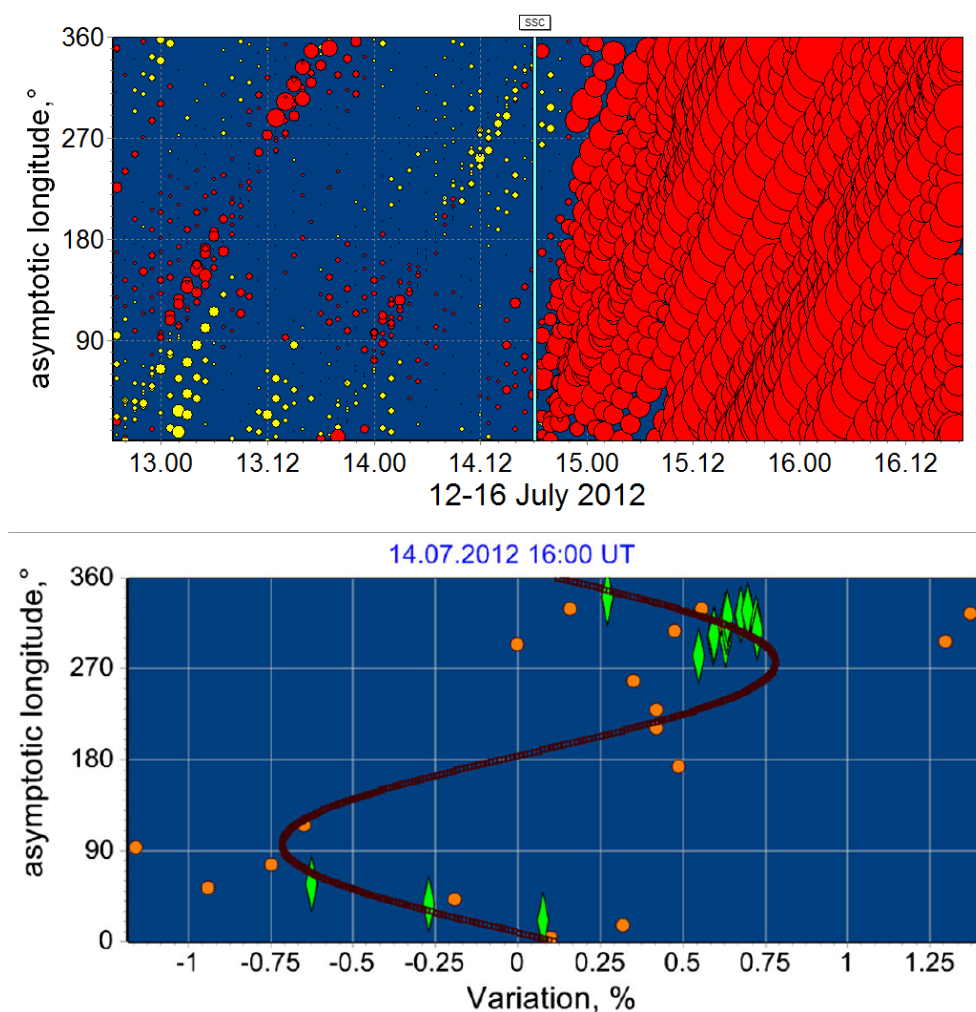 SSC
360
270
180
90
asymptotic longitude,°
13.00 13.12 14.00 14.12 15.00 15.12 16.00 16.12
12-16 July 2012
14.07.2012 16:00 UT
360
270
180
90
0
asymptotic longitude,°
-1 -0.75 -0.5 -0.25 0 0.25 0.5 0.75 1 1.25
Variation, %